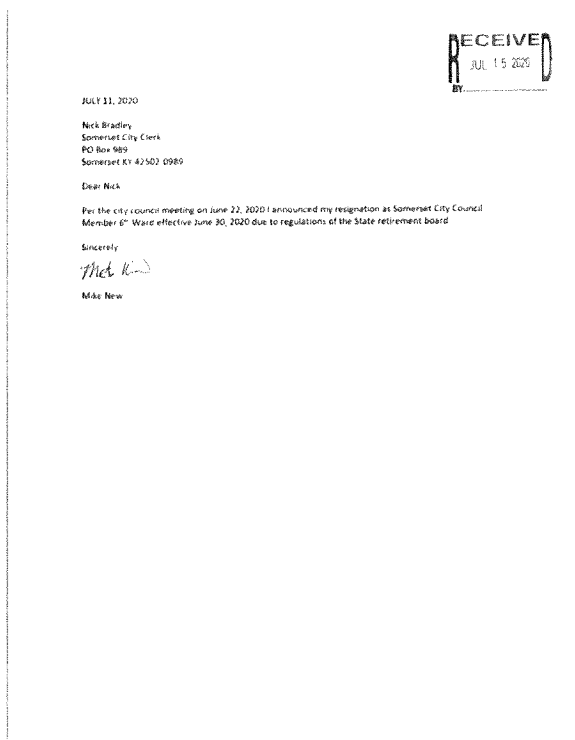 RECEIVED
JUL 15 2020
BY
JULY 11, 2020
Nick Bradley
Somerset City Clerk
PO Box 989
Somerset KY 42502 0989
Dear Nick
Per the city council meeting on June 22, 2020 I announced my resignation as Somerset City Council
Member 6th Ward effective June 30, 2020 due to regulations of the State retirement board
Sincerely
Mike New